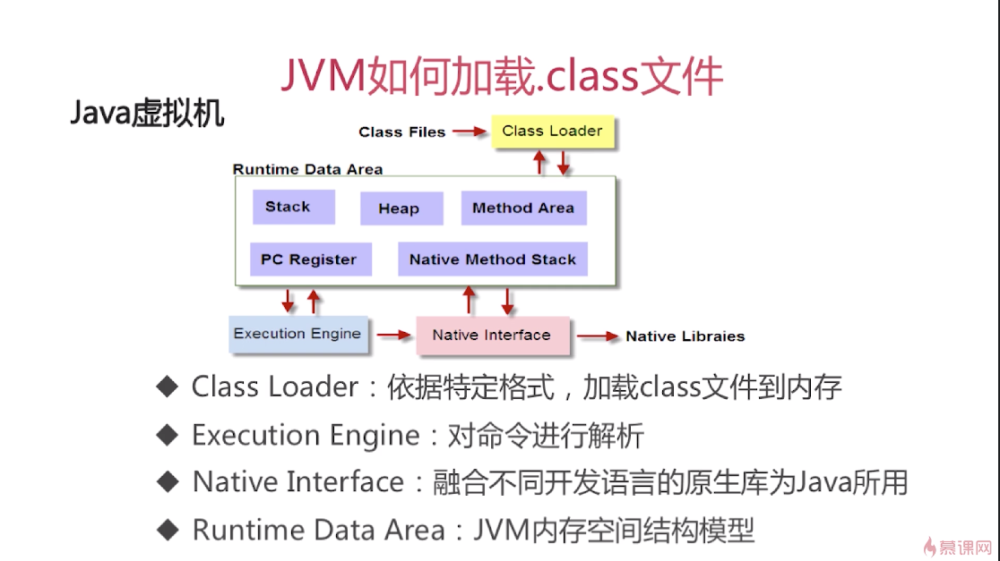 JVM如何加载.class文件
Java虚拟机
Class Files
Class Loader
Runtime Data Area
Stack
Heap
Method Area
PC Register
Native Method Stack
Execution Engine
Native Interface
Native Libraies
◆ Class Loader：依据特定格式，加载class文件到内存
◆ Execution Engine：对命令进行解析
◆ Native Interface：融合不同开发语言的原生库为Java所用
◆ Runtime Data Area：JVM内存空间结构模型
慕课网